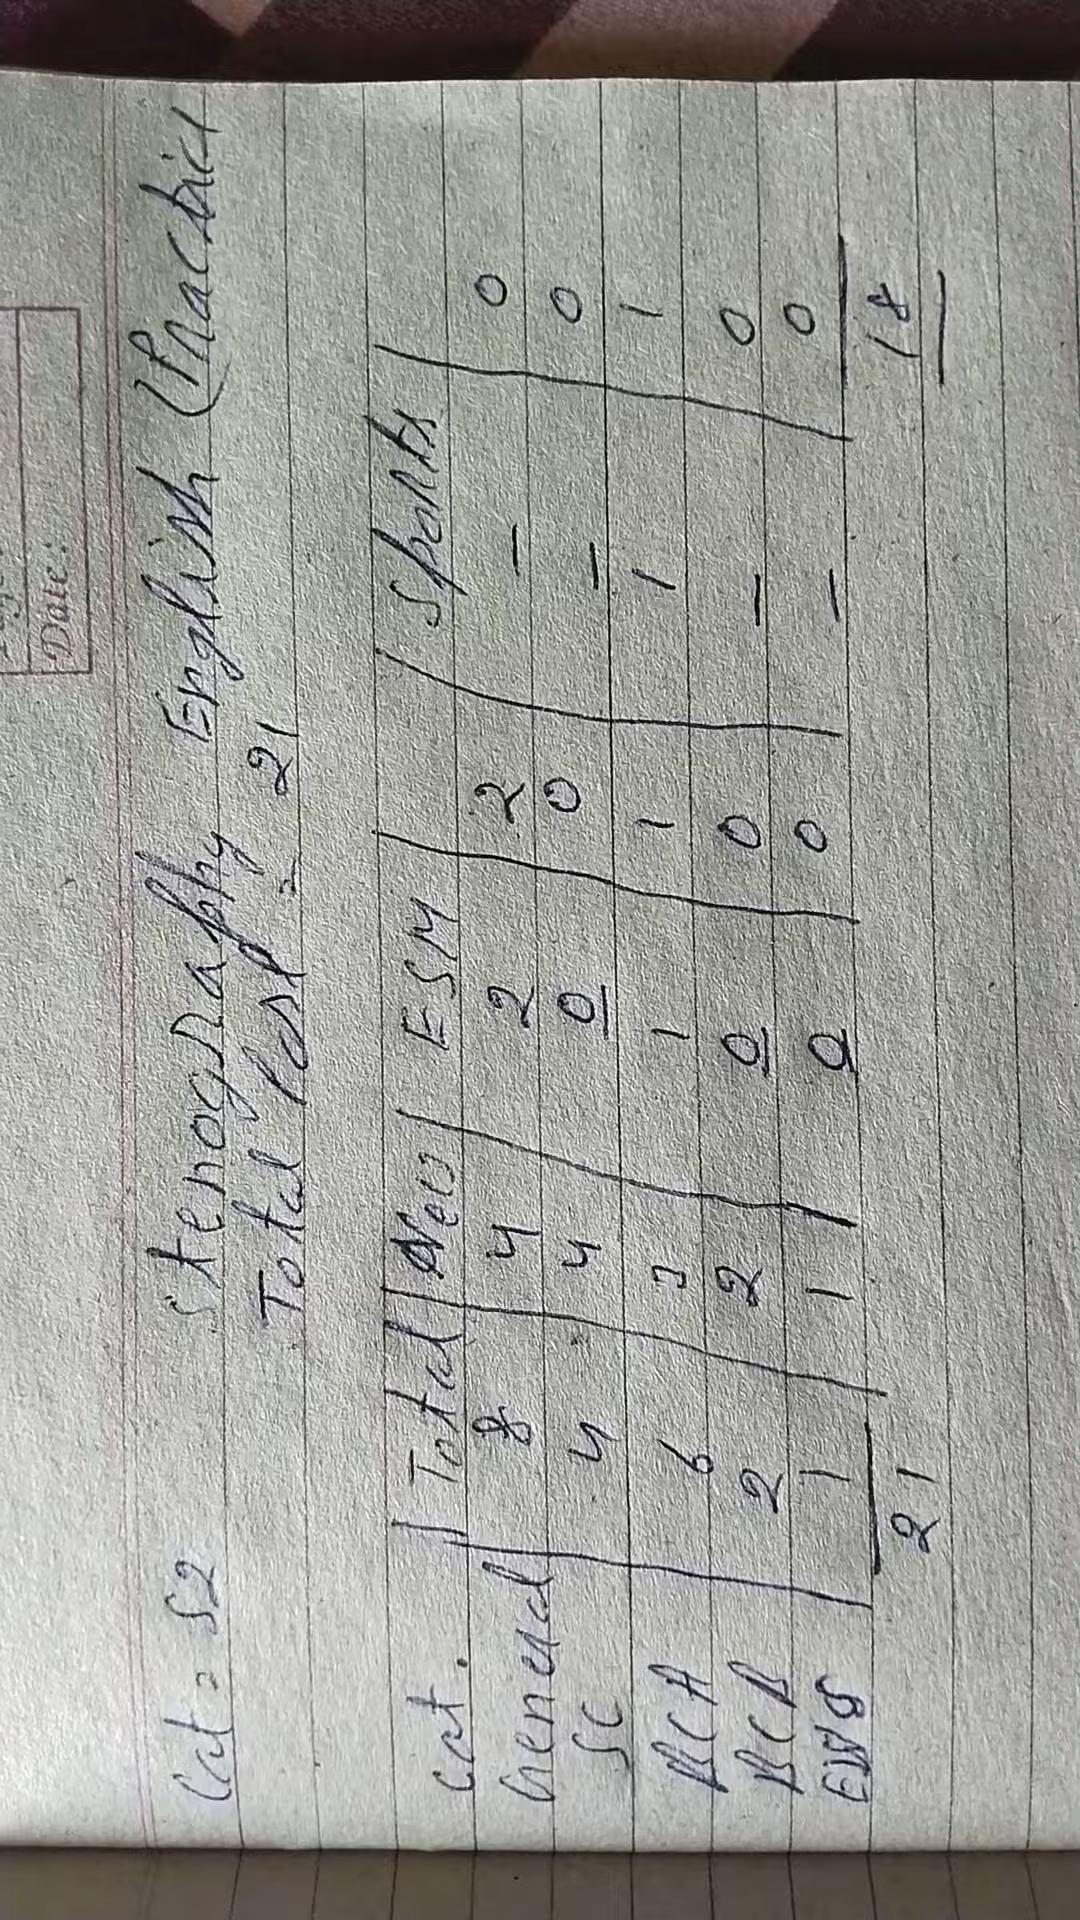 Date:
Cat = 52 Stenography English (Practice
Total Post = 21
Cat. | Total | New | ESM | | Sports |
General | 8 | 4 | 2 | 2 | - | 0
SC | 4 | 4 | 0 | 0 | - | 0
BCA | 6 | 3 | 1 | 1 | 1 | 1
BCB | 2 | 2 | 0 | 0 | - | 0
EWS | 1 | 1 | 0 | 0 | - | 0
21 18